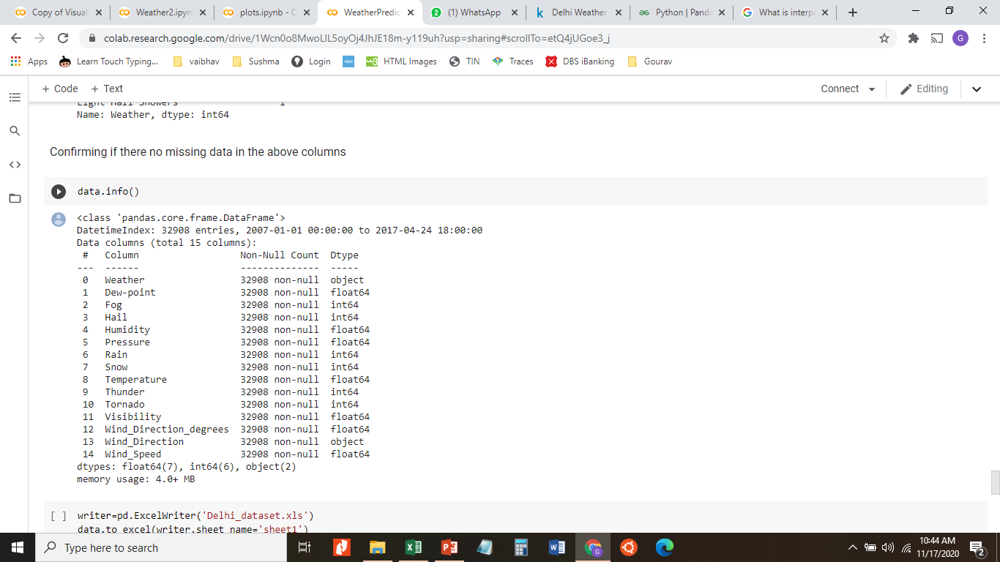 Copy of Visuali
Weather2.ipyn
plots.ipynb - C
WeatherPredic
2 (1) WhatsApp
Delhi Weather
Python | Panda
What is interpo
colab.research.google.com/drive/1Wcn0o8MwoLlL5oyOj4JhJE18m-y119uh?usp=sharing#scrollTo=etQ4jUGoe3_j
G
Apps
Learn Touch Typing...
vaibhav
Sushma
Login
HTML Images
TIN
Traces
DBS iBanking
Gourav
+ Code + Text
Connect
Editing
Light Hail Showers 1
Name: Weather, dtype: int64
Confirming if there no missing data in the above columns
data.info()
<class 'pandas.core.frame.DataFrame'>
DatetimeIndex: 32908 entries, 2007-01-01 00:00:00 to 2017-04-24 18:00:00
Data columns (total 15 columns):
# Column Non-Null Count Dtype
--- ------ -------------- -----
0 Weather 32908 non-null object
1 Dew-point 32908 non-null float64
2 Fog 32908 non-null int64
3 Hail 32908 non-null int64
4 Humidity 32908 non-null float64
5 Pressure 32908 non-null float64
6 Rain 32908 non-null int64
7 Snow 32908 non-null int64
8 Temperature 32908 non-null float64
9 Thunder 32908 non-null int64
10 Tornado 32908 non-null int64
11 Visibility 32908 non-null float64
12 Wind_Direction_degrees 32908 non-null float64
13 Wind_Direction 32908 non-null object
14 Wind_Speed 32908 non-null float64
dtypes: float64(7), int64(6), object(2)
memory usage: 4.0+ MB
[ ] writer=pd.ExcelWriter('Delhi_dataset.xls')
data.to_excel(writer,sheet_name='sheet1')
Type here to search
10:44 AM
11/17/2020
2